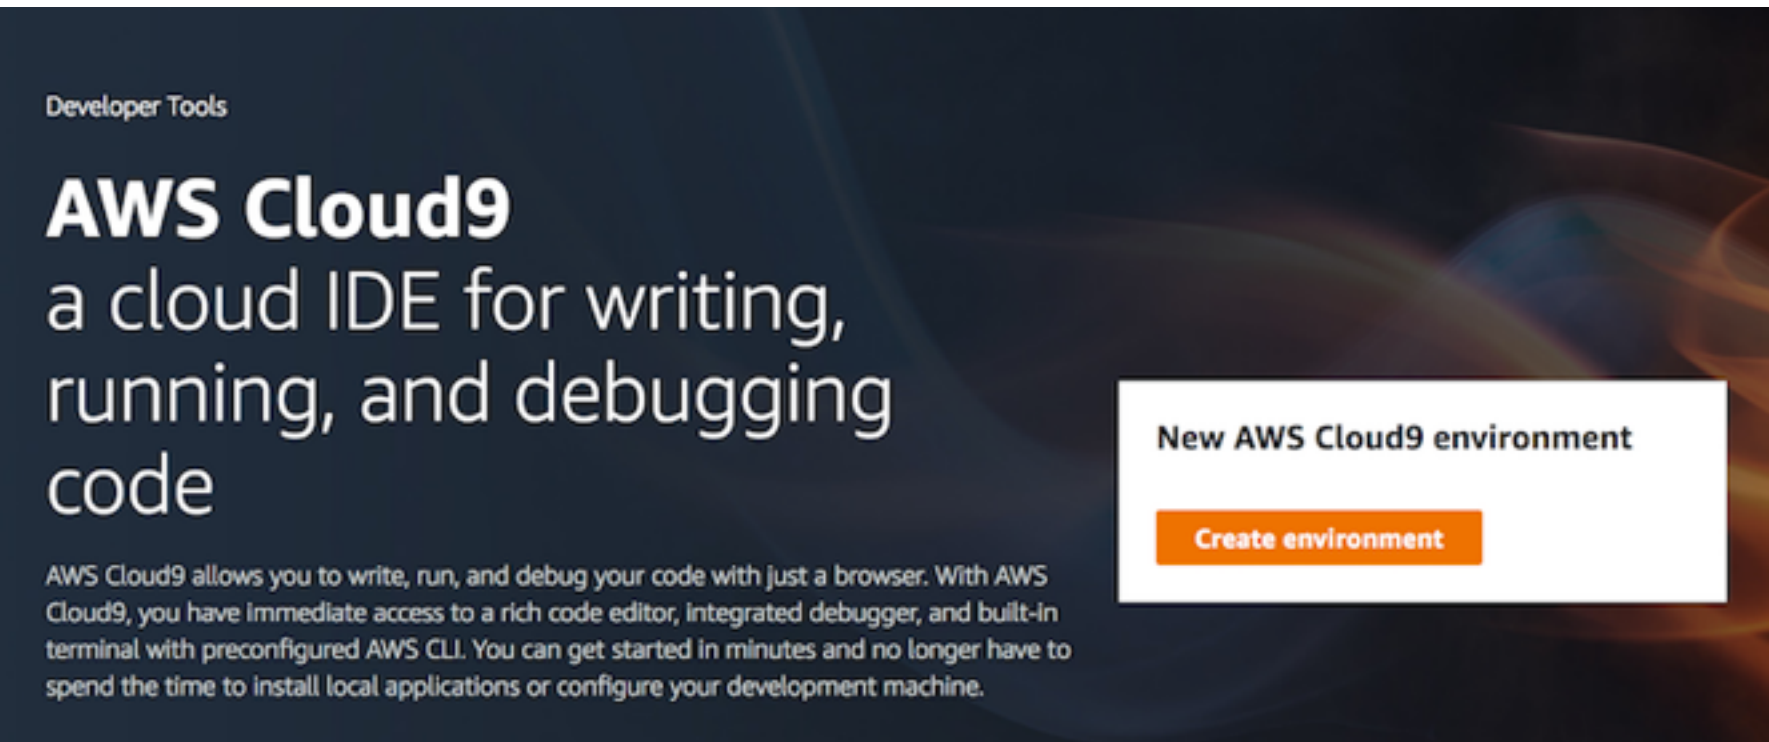 Developer Tools
AWS Cloud9
a cloud IDE for writing,
running, and debugging
code
AWS Cloud9 allows you to write, run, and debug your code with just a browser. With AWS
Cloud9, you have immediate access to a rich code editor, integrated debugger, and built-in
terminal with preconfigured AWS CLI. You can get started in minutes and no longer have to
spend the time to install local applications or configure your development machine.
New AWS Cloud9 environment
Create environment